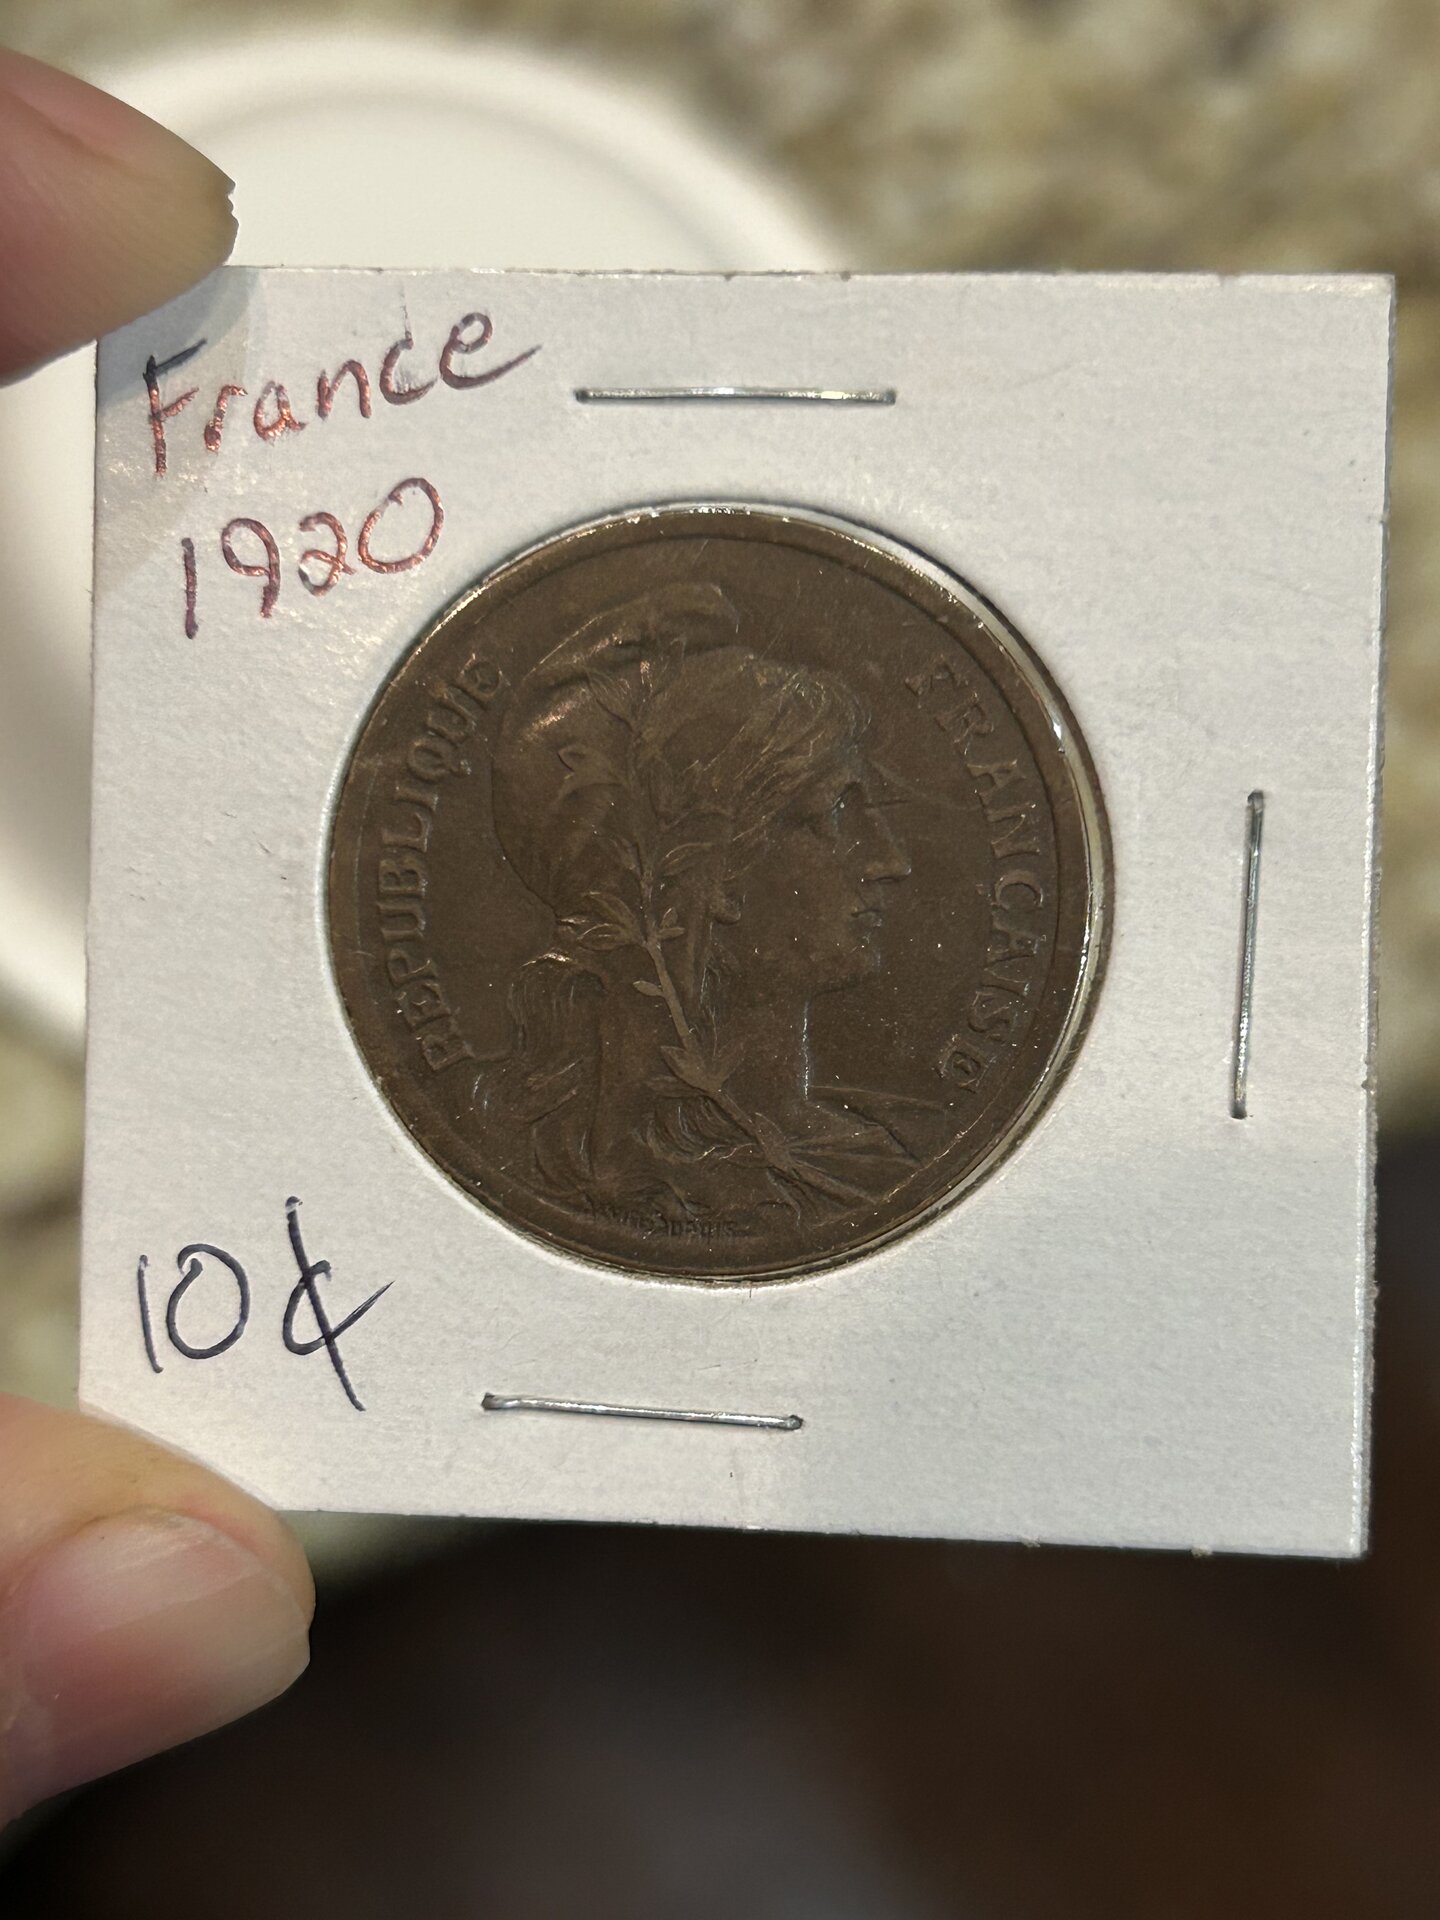 France
1920
REPUBLIQUE FRANÇAISE
10¢